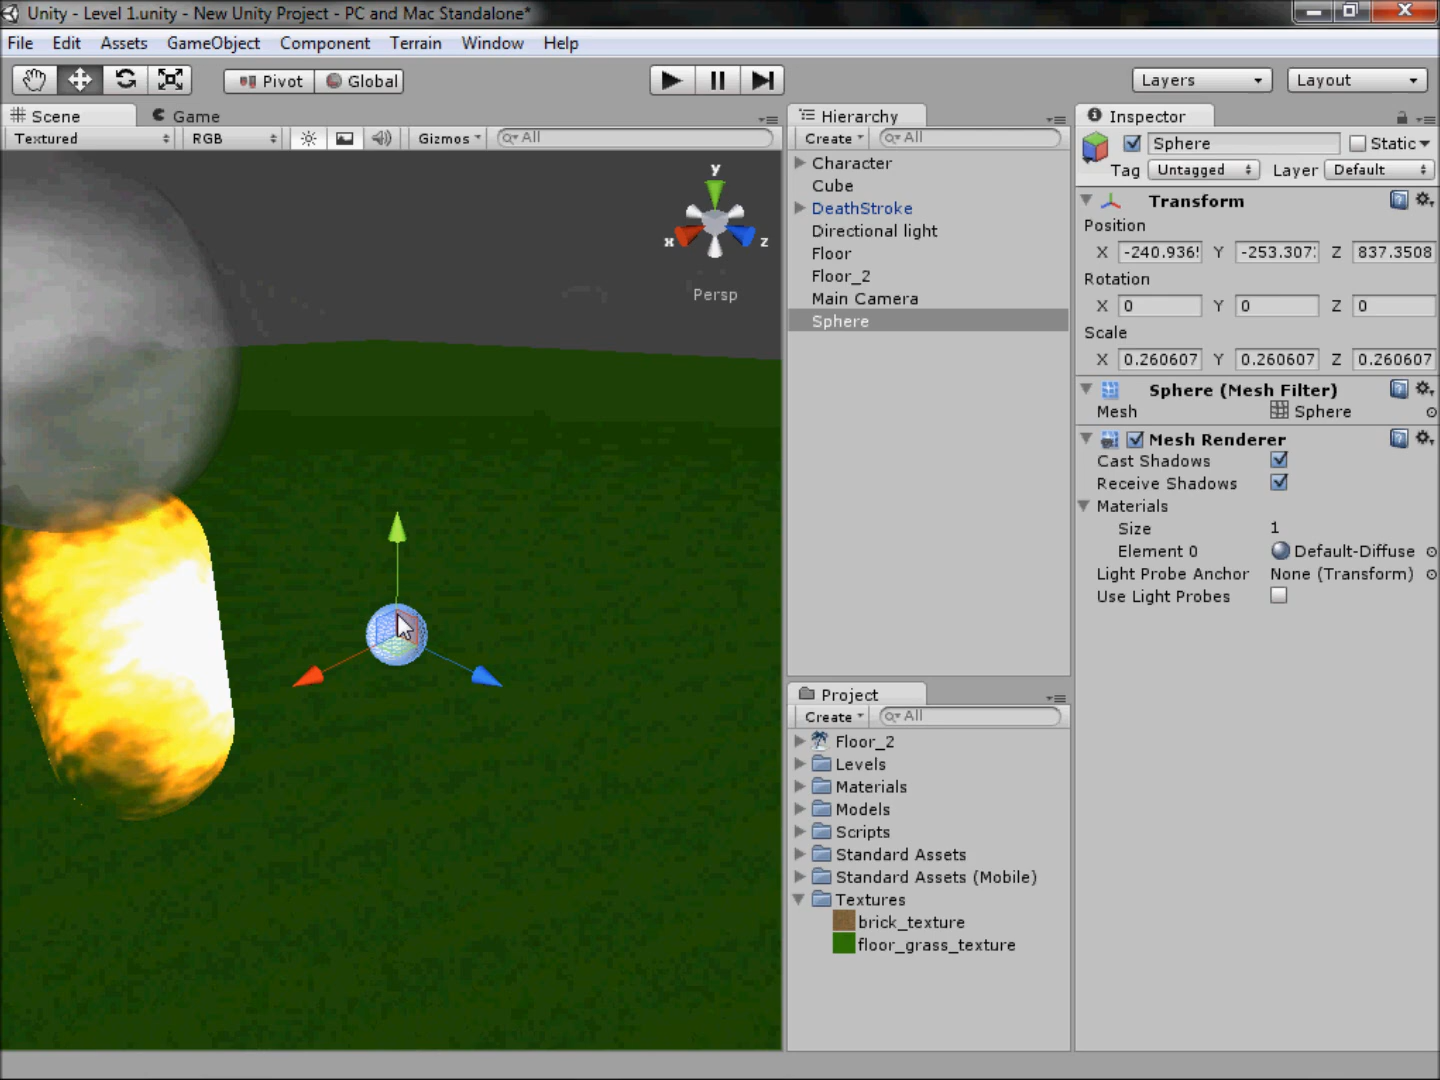 Unity - Level 1.unity - New Unity Project - PC and Mac Standalone*
File Edit Assets GameObject Component Terrain Window Help
Pivot Global Layers Layout
Scene Game
Textured RGB Gizmos All
y
x z
Persp
Hierarchy
Create All
Character
Cube
DeathStroke
Directional light
Floor
Floor_2
Main Camera
Sphere
Project
Create All
Floor_2
Levels
Materials
Models
Scripts
Standard Assets
Standard Assets (Mobile)
Textures
brick_texture
floor_grass_texture
Inspector
Sphere Static
Tag Untagged Layer Default
Transform
Position
X -240.936 Y -253.307 Z 837.3508
Rotation
X 0 Y 0 Z 0
Scale
X 0.260607 Y 0.260607 Z 0.260607
Sphere (Mesh Filter)
Mesh Sphere
Mesh Renderer
Cast Shadows
Receive Shadows
Materials
Size 1
Element 0 Default-Diffuse
Light Probe Anchor None (Transform)
Use Light Probes